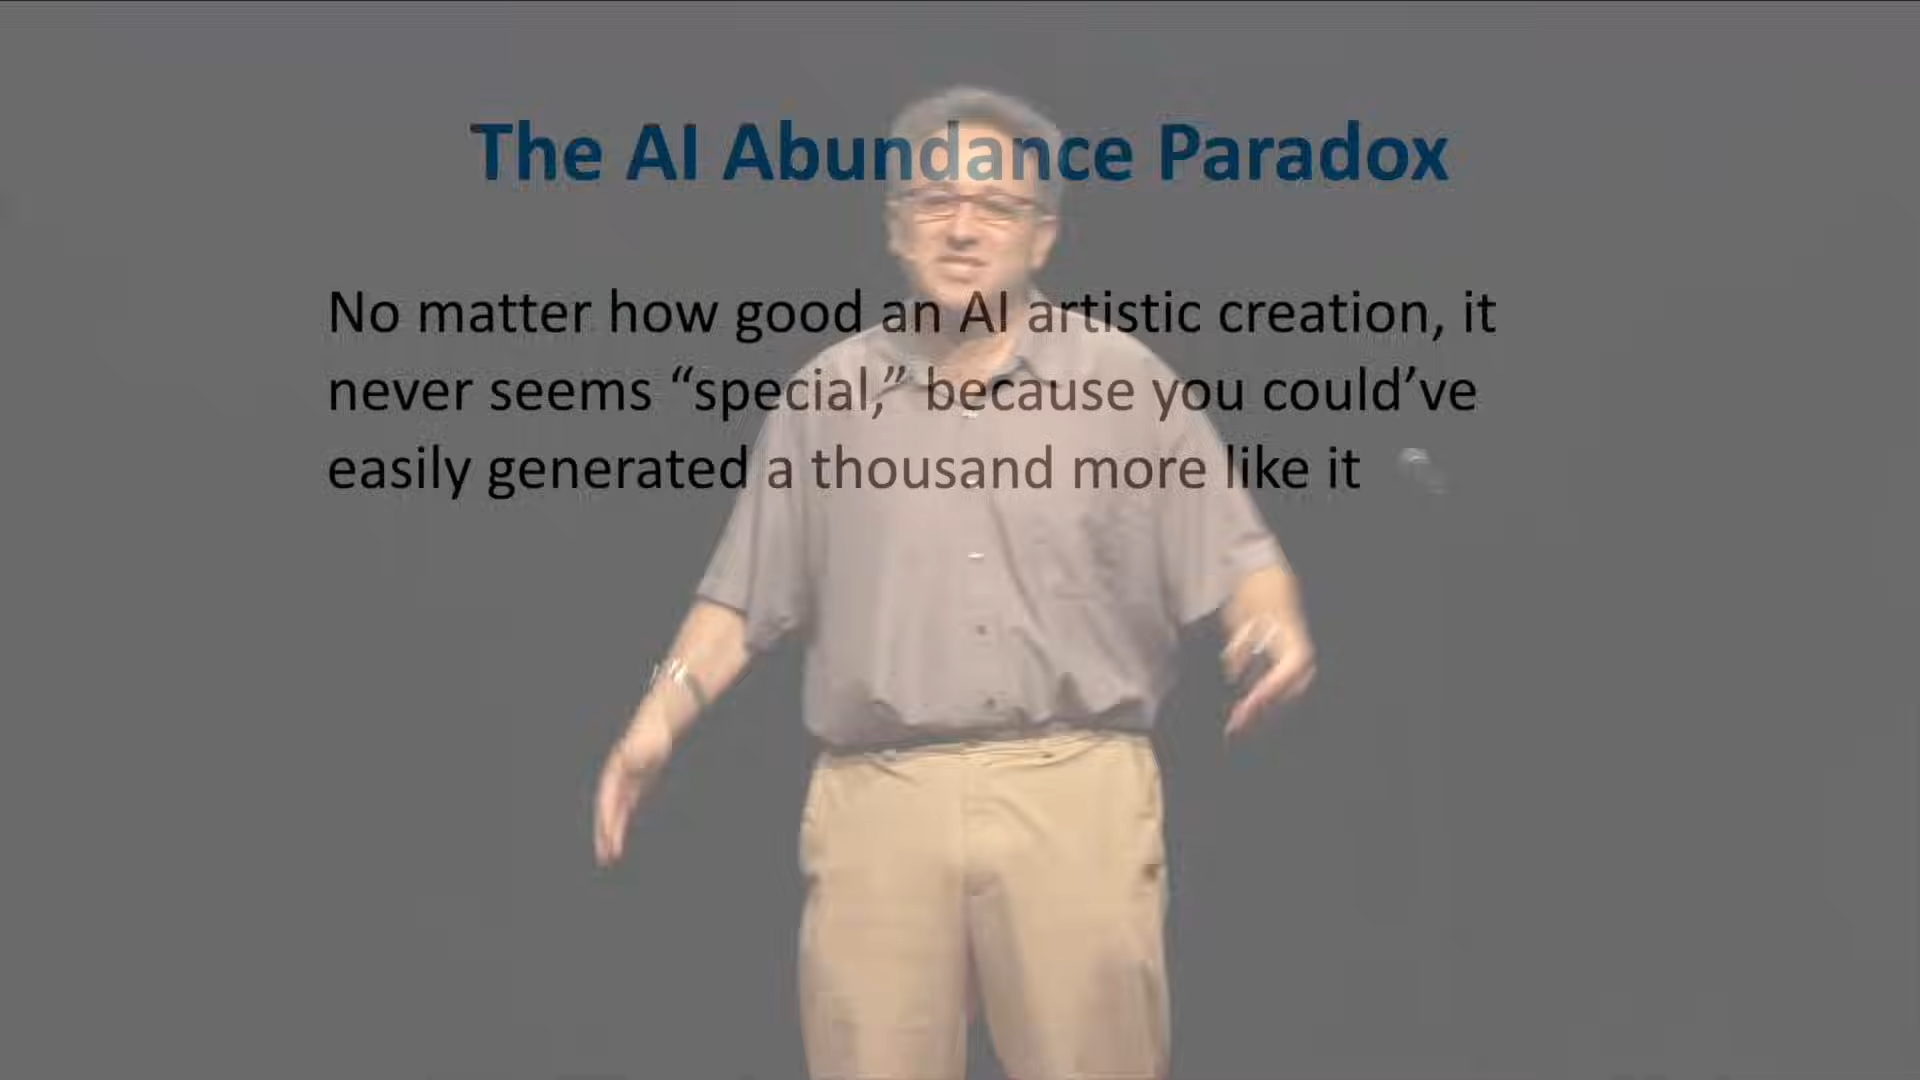 The AI Abundance Paradox
No matter how good an AI artistic creation, it
never seems “special,” because you could’ve
easily generated a thousand more like it